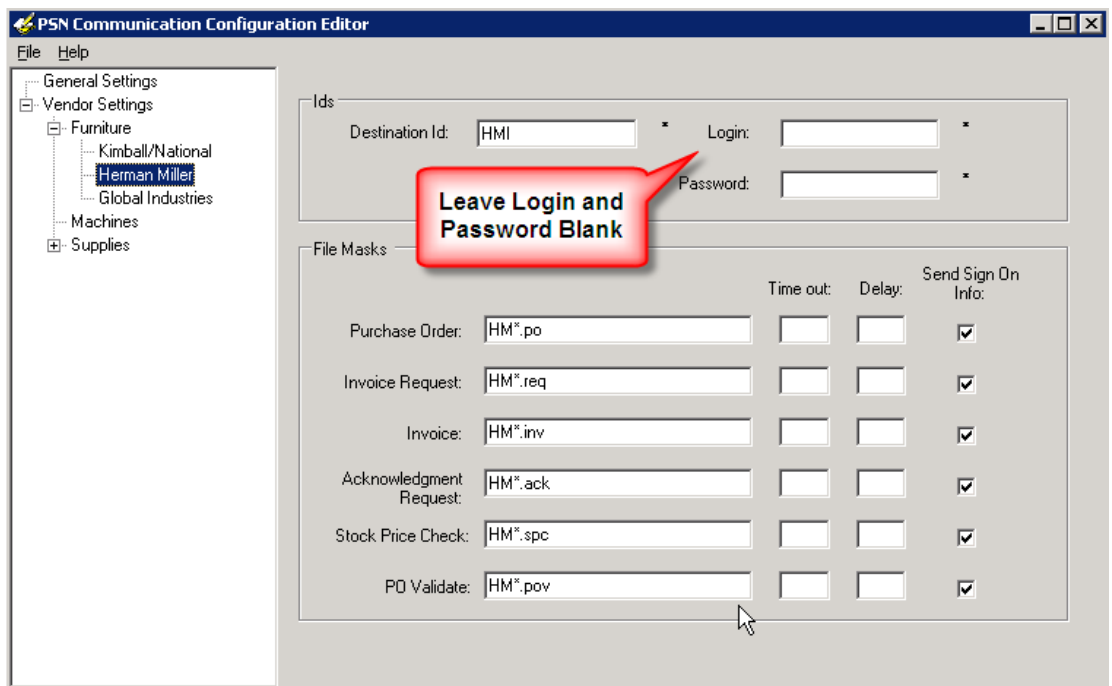 PSN Communication Configuration Editor
File Help
General Settings
Vendor Settings
Furniture
Kimball/National
Herman Miller
Global Industries
Machines
Supplies
Ids
Destination Id: HMI * Login: *
Password: *
Leave Login and
Password Blank
File Masks
Time out: Delay: Send Sign On
Info:
Purchase Order: HM*.po
Invoice Request: HM*.req
Invoice: HM*.inv
Acknowledgment
Request: HM*.ack
Stock Price Check: HM*.spc
PO Validate: HM*.pov